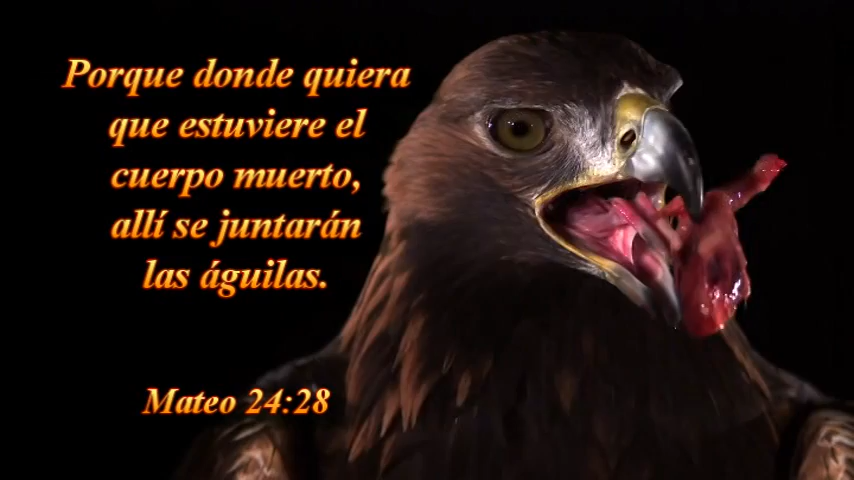 Porque donde quiera
que estuviere el
cuerpo muerto,
allí se juntarán
las águilas.
Mateo 24:28